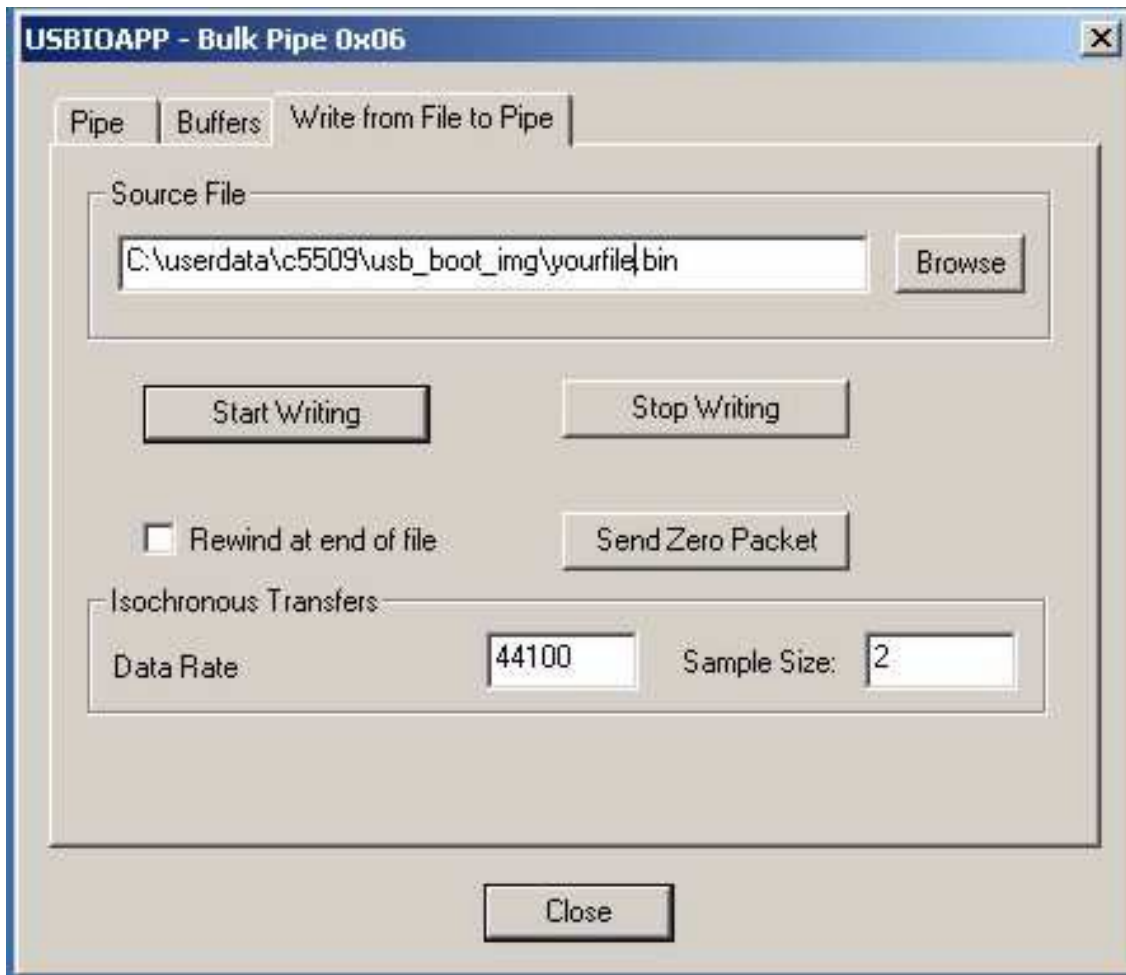 USBIOAPP - Bulk Pipe 0x06
Pipe Buffers Write from File to Pipe
Source File
C:\userdata\c5509\usb_boot_img\yourfile.bin Browse
Start Writing Stop Writing
Rewind at end of file Send Zero Packet
Isochronous Transfers
Data Rate 44100 Sample Size: 2
Close